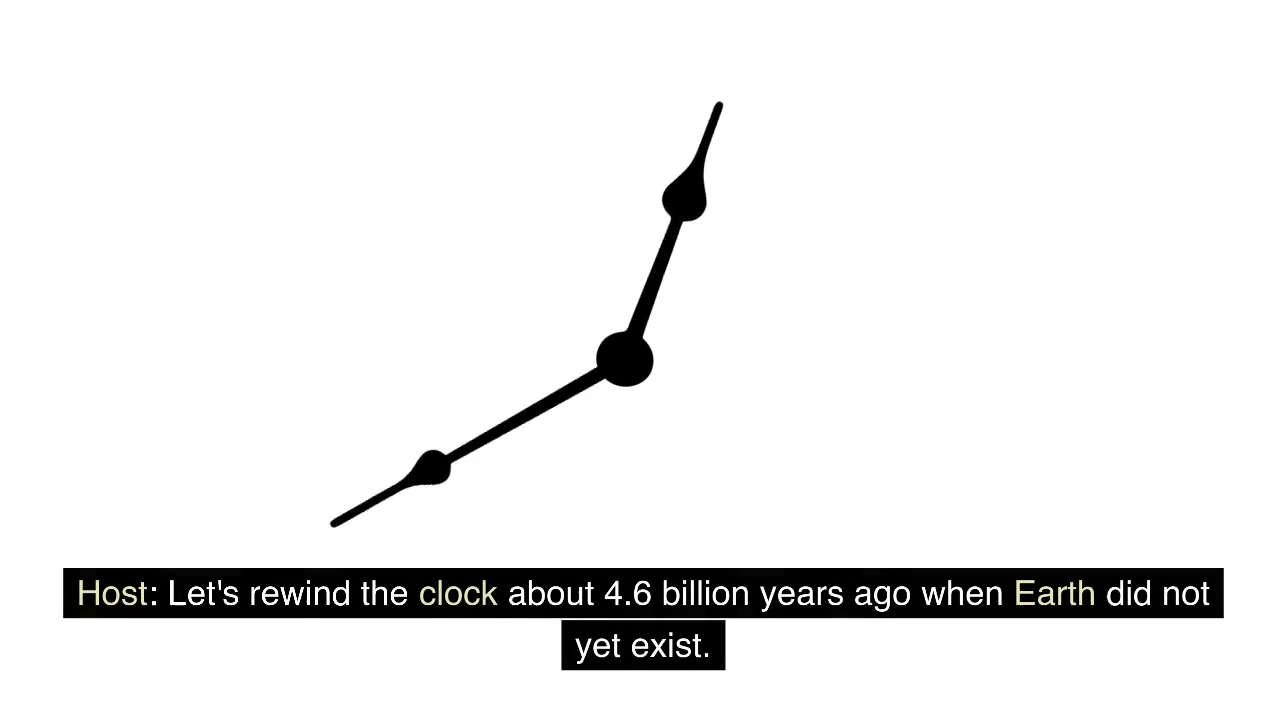 Host: Let's rewind the clock about 4.6 billion years ago when Earth did not
yet exist.